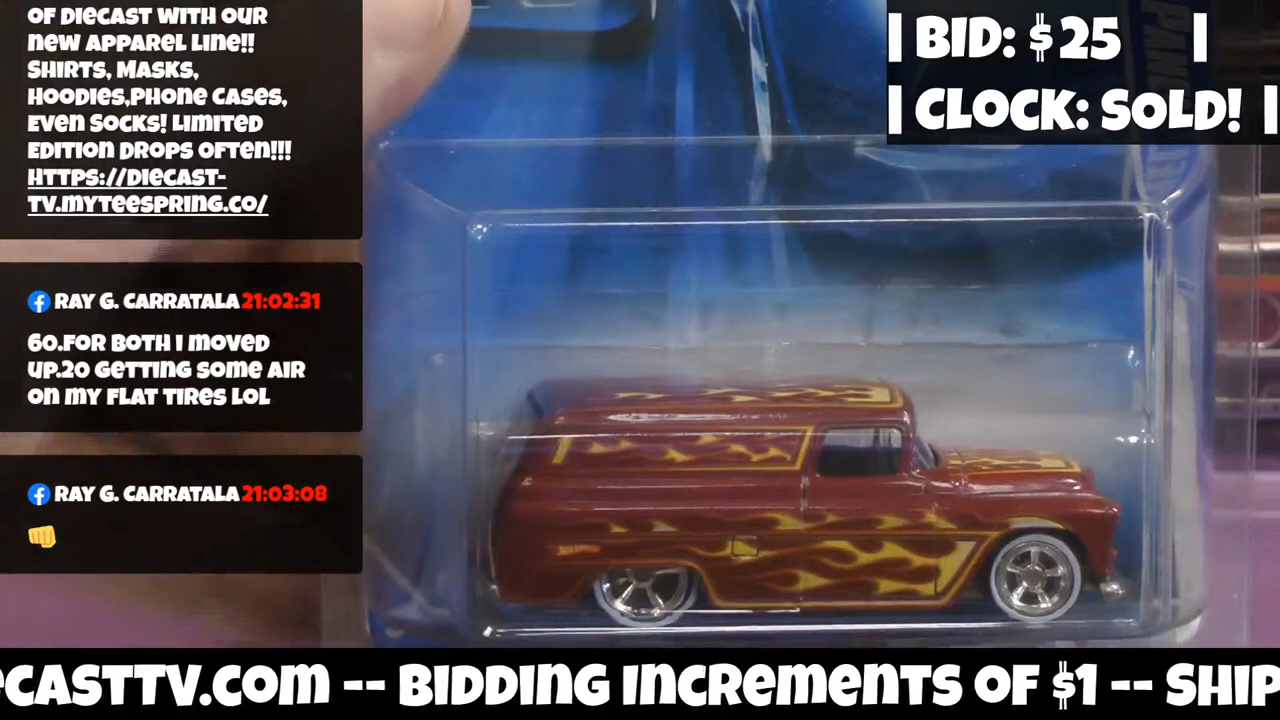 OF DIECAST WITH OUR
NEW APPAREL LINE!!
SHIRTS, MASKS,
HOODIES,PHONE CASES,
EVEN SOCKS! LIMITED
EDITION DROPS OFTEN!!!
HTTPS://DIECAST-
TV.MYTEESPRING.CO/
RAY G. CARRATALA 21:02:31
60.FOR BOTH I MOVED
UP.20 GETTING SOME AIR
ON MY FLAT TIRES LOL
RAY G. CARRATALA 21:03:08
| BID: $25 |
| CLOCK: SOLD! |
ECASTTV.COM -- BIDDING INCREMENTS OF $1 -- SHIP